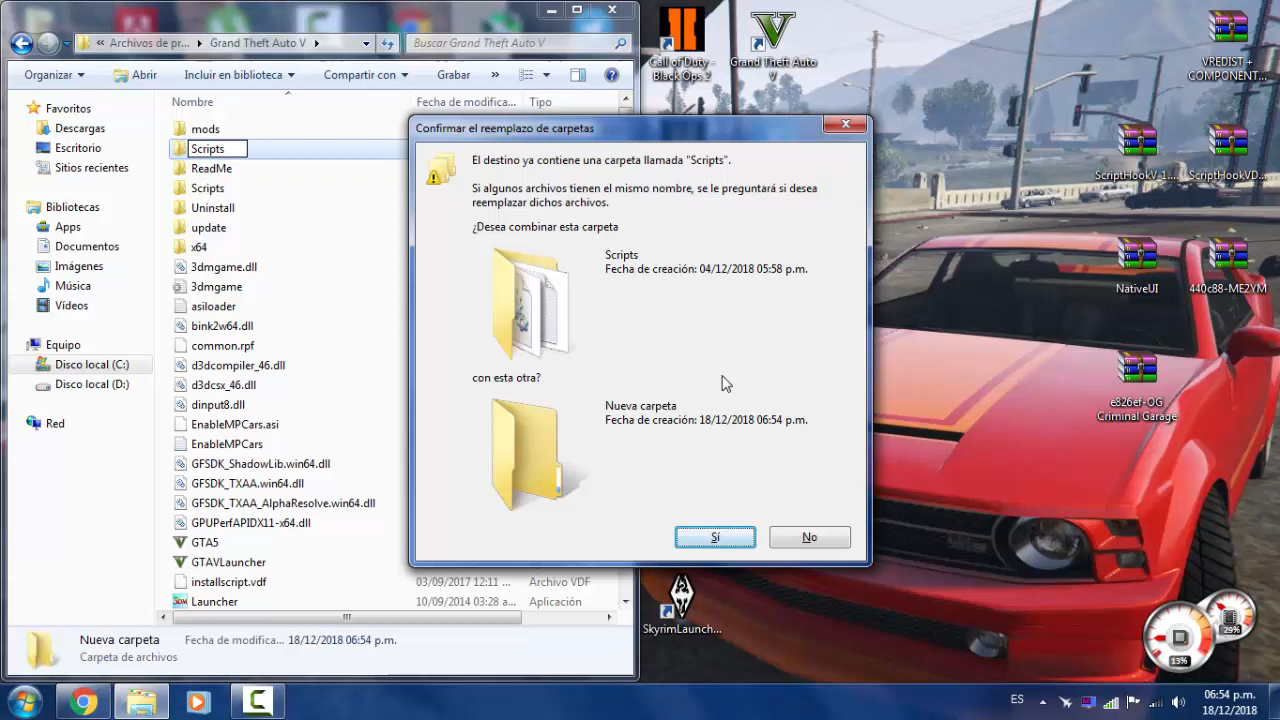 Archivos de pr...
Grand Theft Auto V
Buscar Grand Theft Auto V
Organizar
Abrir
Incluir en biblioteca
Compartir con
Grabar
»
Favoritos
Descargas
Escritorio
Sitios recientes
Bibliotecas
Apps
Documentos
Imágenes
Música
Vídeos
Equipo
Disco local (C:)
Disco local (D:)
Red
Nombre
Fecha de modifica...
Tipo
mods
Scripts
ReadMe
Scripts
Uninstall
update
x64
3dmgame.dll
3dmgame
asiloader
bink2w64.dll
common.rpf
d3dcompiler_46.dll
d3dcsx_46.dll
dinput8.dll
EnableMPCars.asi
EnableMPCars
GFSDK_ShadowLib.win64.dll
GFSDK_TXAA.win64.dll
GFSDK_TXAA_AlphaResolve.win64.dll
GPUPerfAPIDX11-x64.dll
GTA5
GTAVLauncher
installscript.vdf
03/09/2017 12:11 ...
Archivo VDF
Launcher
10/09/2014 03:28 a...
Aplicación
Nueva carpeta
Fecha de modifica...
18/12/2018 06:54 p.m.
Carpeta de archivos
Confirmar el reemplazo de carpetas
El destino ya contiene una carpeta llamada "Scripts".
Si algunos archivos tienen el mismo nombre, se le preguntará si desea
reemplazar dichos archivos.
¿Desea combinar esta carpeta
Scripts
Fecha de creación: 04/12/2018 05:58 p.m.
con esta otra?
Nueva carpeta
Fecha de creación: 18/12/2018 06:54 p.m.
Sí
No
Call of Duty -
Black Ops 2
Grand Theft Auto
V
VREDIST +
COMPONENT...
ScriptHookV-1....
ScriptHookVD...
NativeUI
440c88-ME2YM
e826ef-OG
Criminal Garage
SkyrimLaunch...
13%
29%
ES
06:54 p.m.
18/12/2018